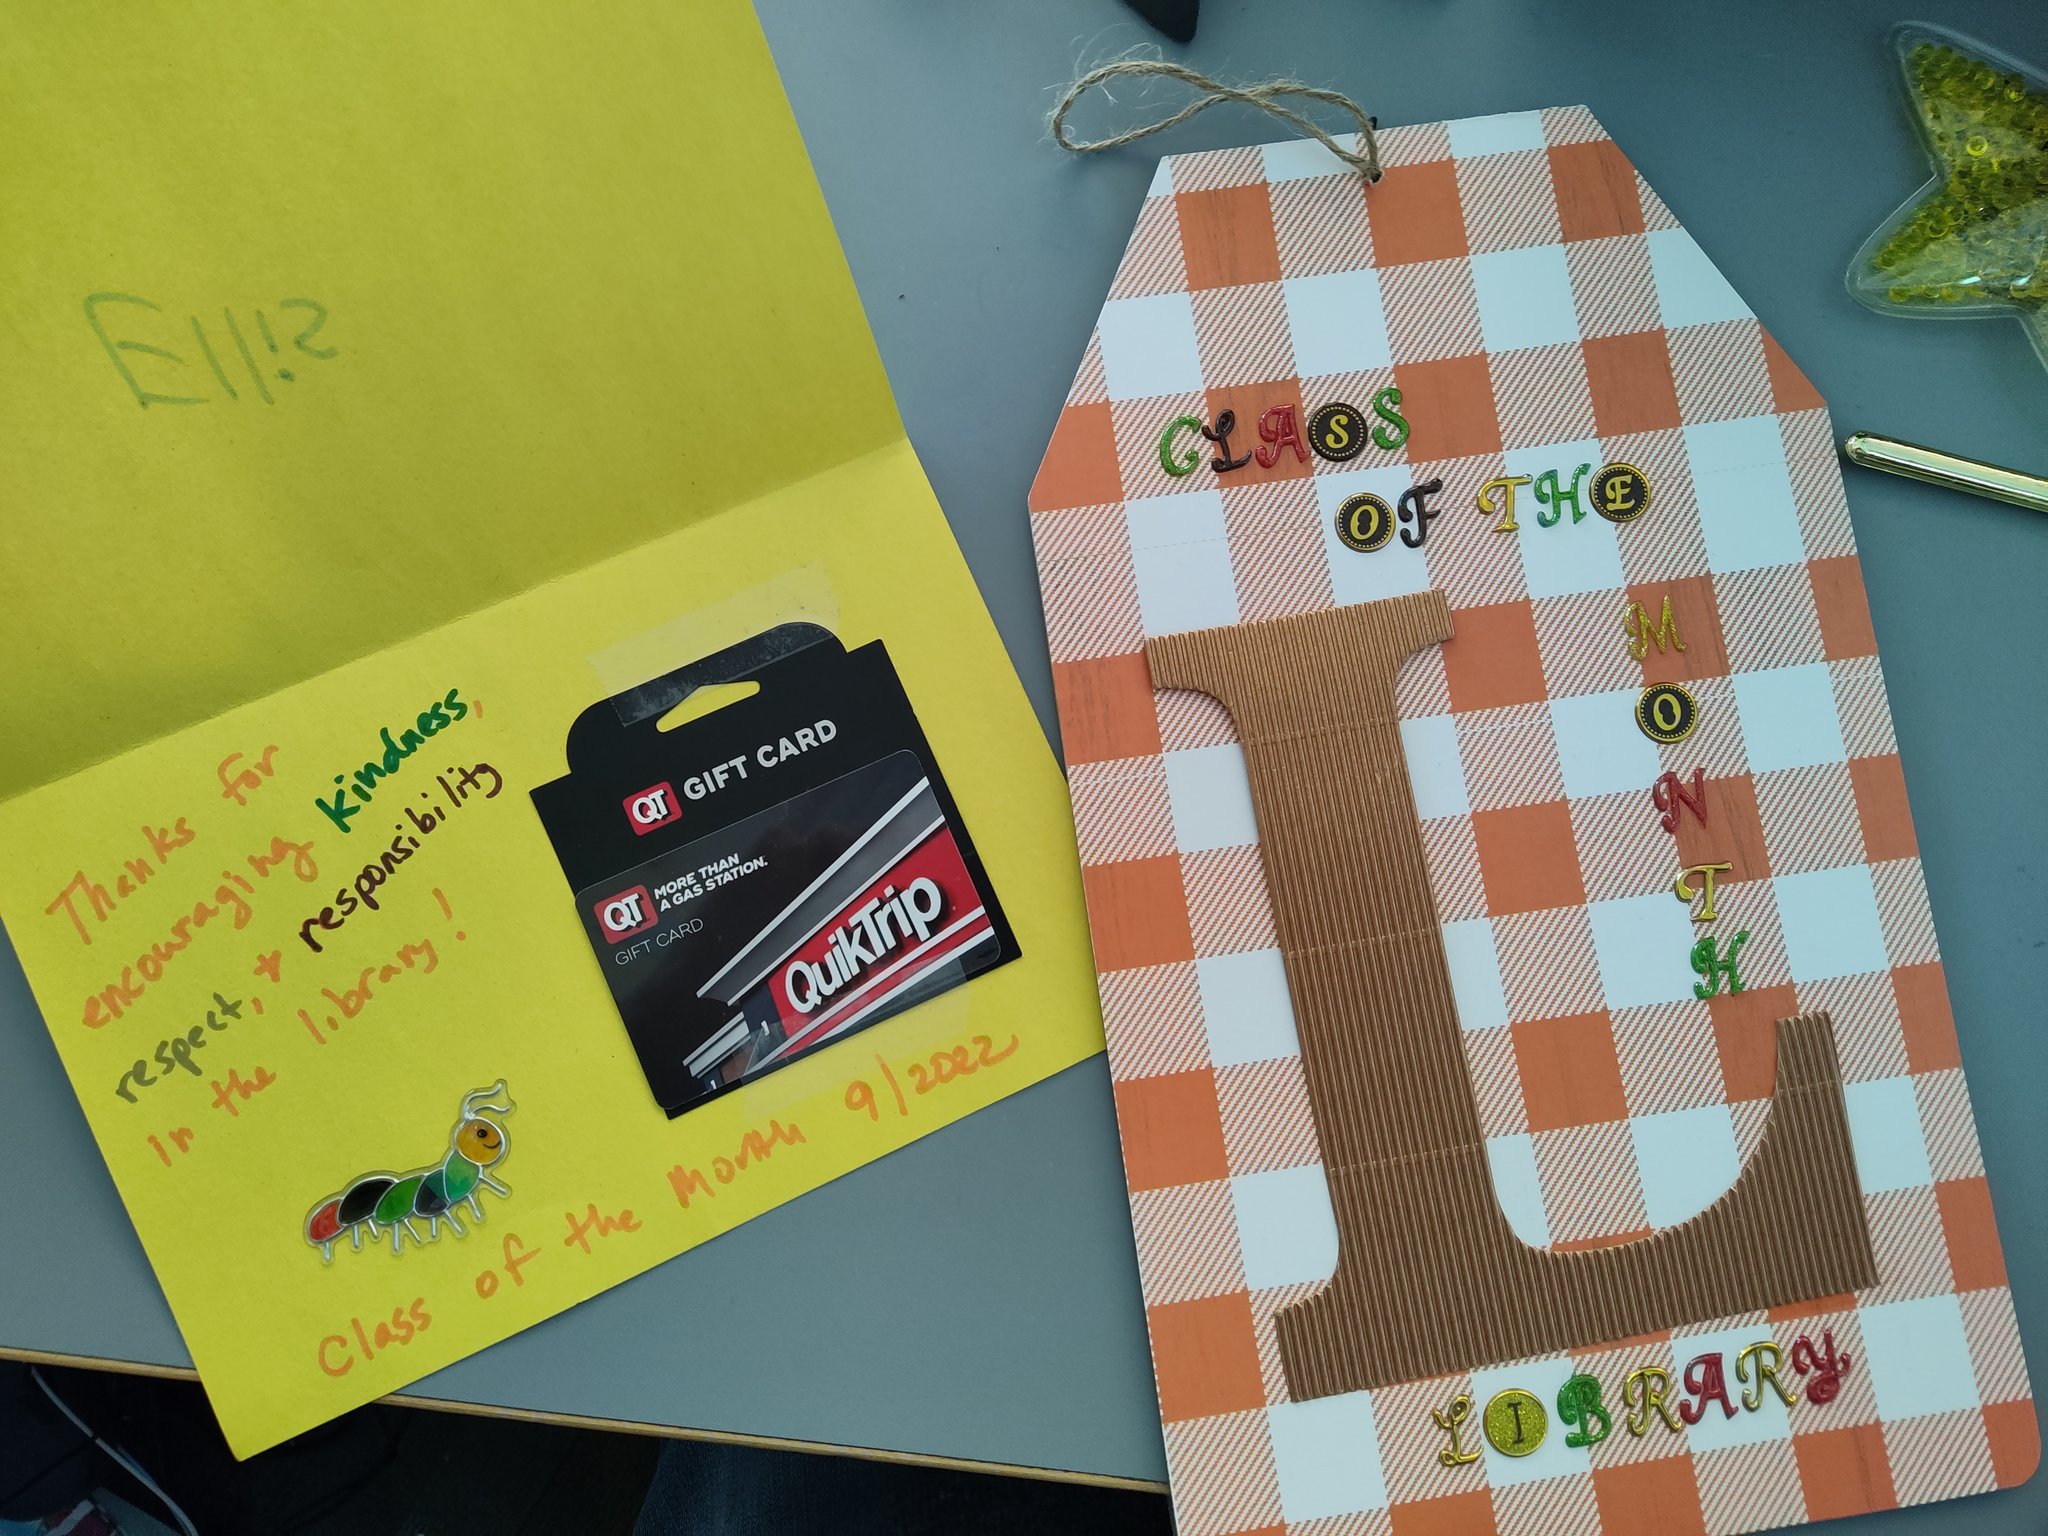 Ellis
Thanks for
encouraging kindness,
respect, + responsibility
in the library!
QT GIFT CARD
QT MORE THAN
A GAS STATION.
GIFT CARD
QuikTrip
Class of the Month 9/2022
CLASS
OF THE
MONTH
L
LIBRARY